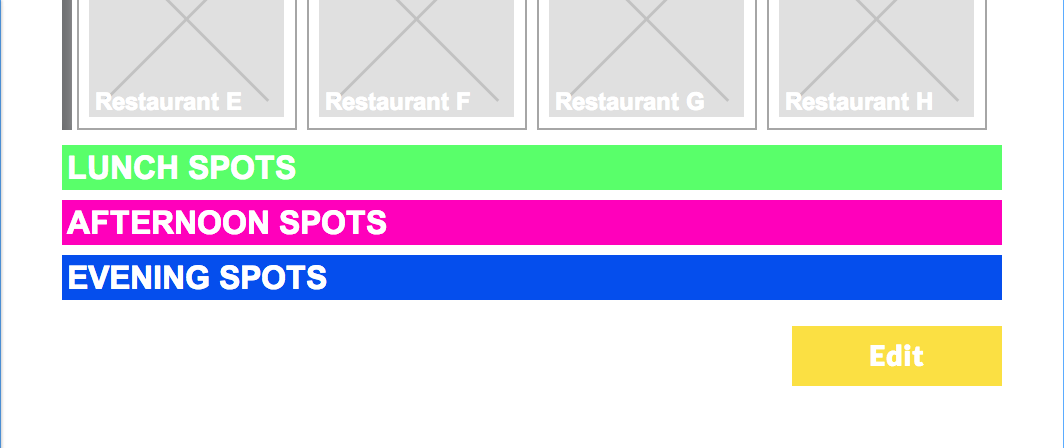 Restaurant E
Restaurant F
Restaurant G
Restaurant H
LUNCH SPOTS
AFTERNOON SPOTS
EVENING SPOTS
Edit